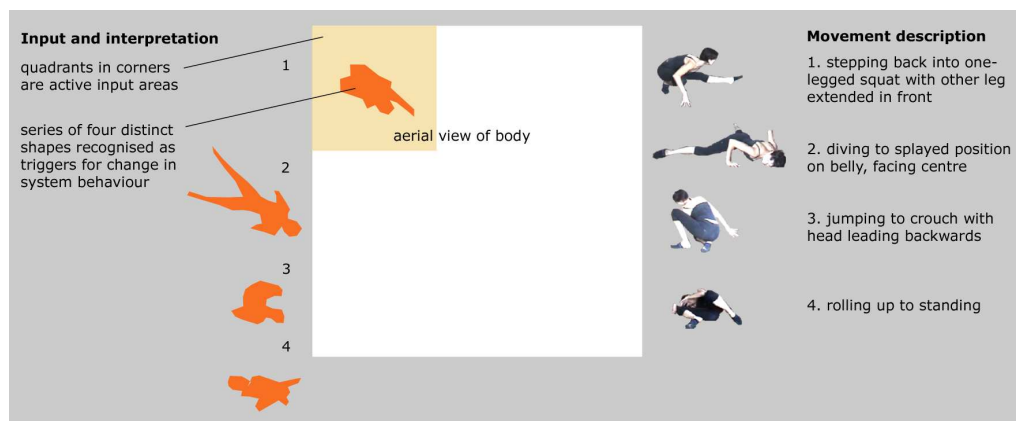 Input and interpretation
quadrants in corners
are active input areas
series of four distinct
shapes recognised as
triggers for change in
system behaviour
1
2
3
4
aerial view of body
Movement description
1. stepping back into one-
legged squat with other leg
extended in front
2. diving to splayed position
on belly, facing centre
3. jumping to crouch with
head leading backwards
4. rolling up to standing